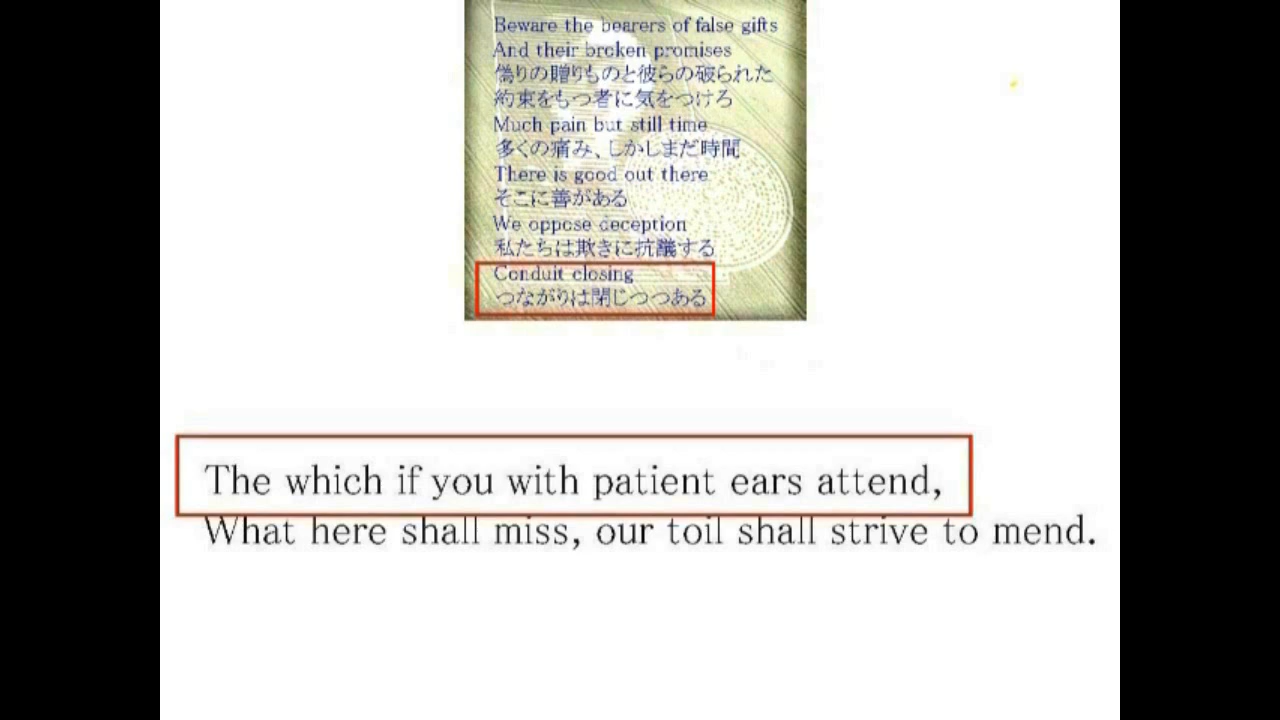 Beware the bearers of false gifts
And their broken promises
偽りの贈りものと彼らの破られた
約束をもつ者に気をつけろ
Much pain but still time
多くの痛み、しかしまだ時間
There is good out there
そこに善がある
We oppose deception
私たちは欺きに抗議する
Conduit closing
つながりは閉じつつある
The which if you with patient ears attend,
What here shall miss, our toil shall strive to mend.